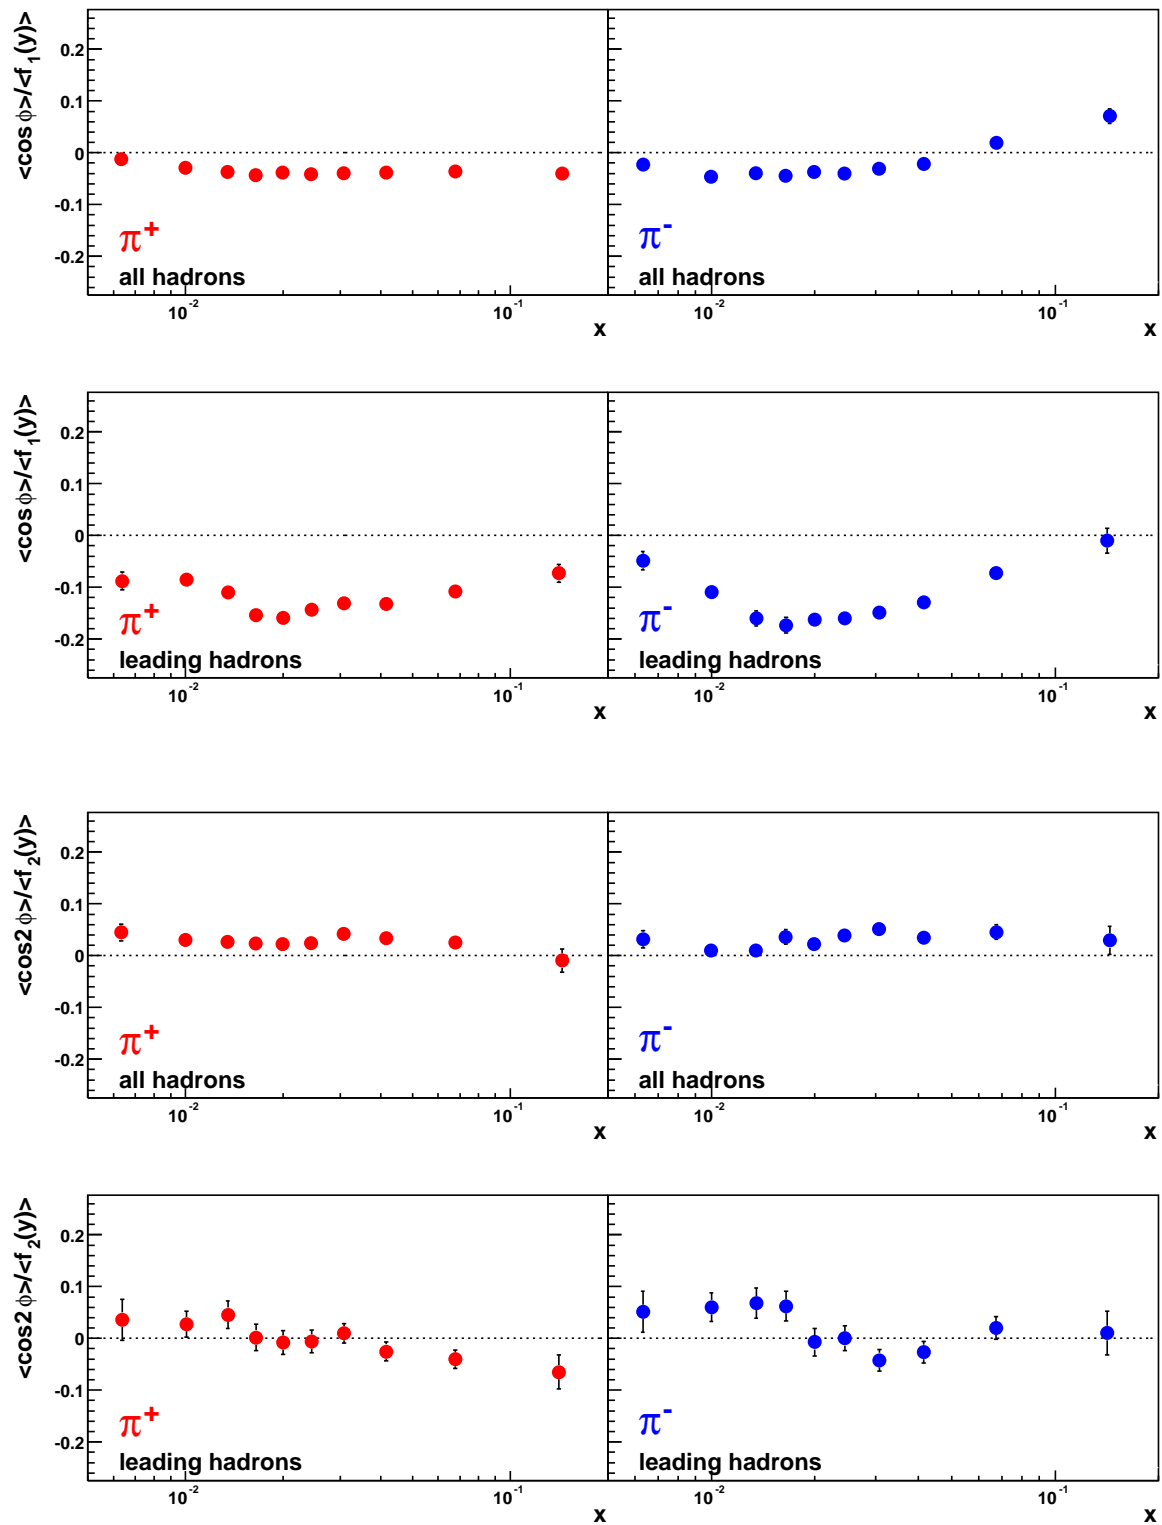 <cos ϕ>/<f₁(y)>
0.2
0.1
0
-0.1
-0.2
π⁺
all hadrons
π⁻
all hadrons
10⁻²
10⁻¹
x
10⁻²
10⁻¹
x
<cos ϕ>/<f₁(y)>
0.2
0.1
0
-0.1
-0.2
π⁺
leading hadrons
π⁻
leading hadrons
10⁻²
10⁻¹
x
10⁻²
10⁻¹
x
<cos2 ϕ>/<f₂(y)>
0.2
0.1
0
-0.1
-0.2
π⁺
all hadrons
π⁻
all hadrons
10⁻²
10⁻¹
x
10⁻²
10⁻¹
x
<cos2 ϕ>/<f₂(y)>
0.2
0.1
0
-0.1
-0.2
π⁺
leading hadrons
π⁻
leading hadrons
10⁻²
10⁻¹
x
10⁻²
10⁻¹
x